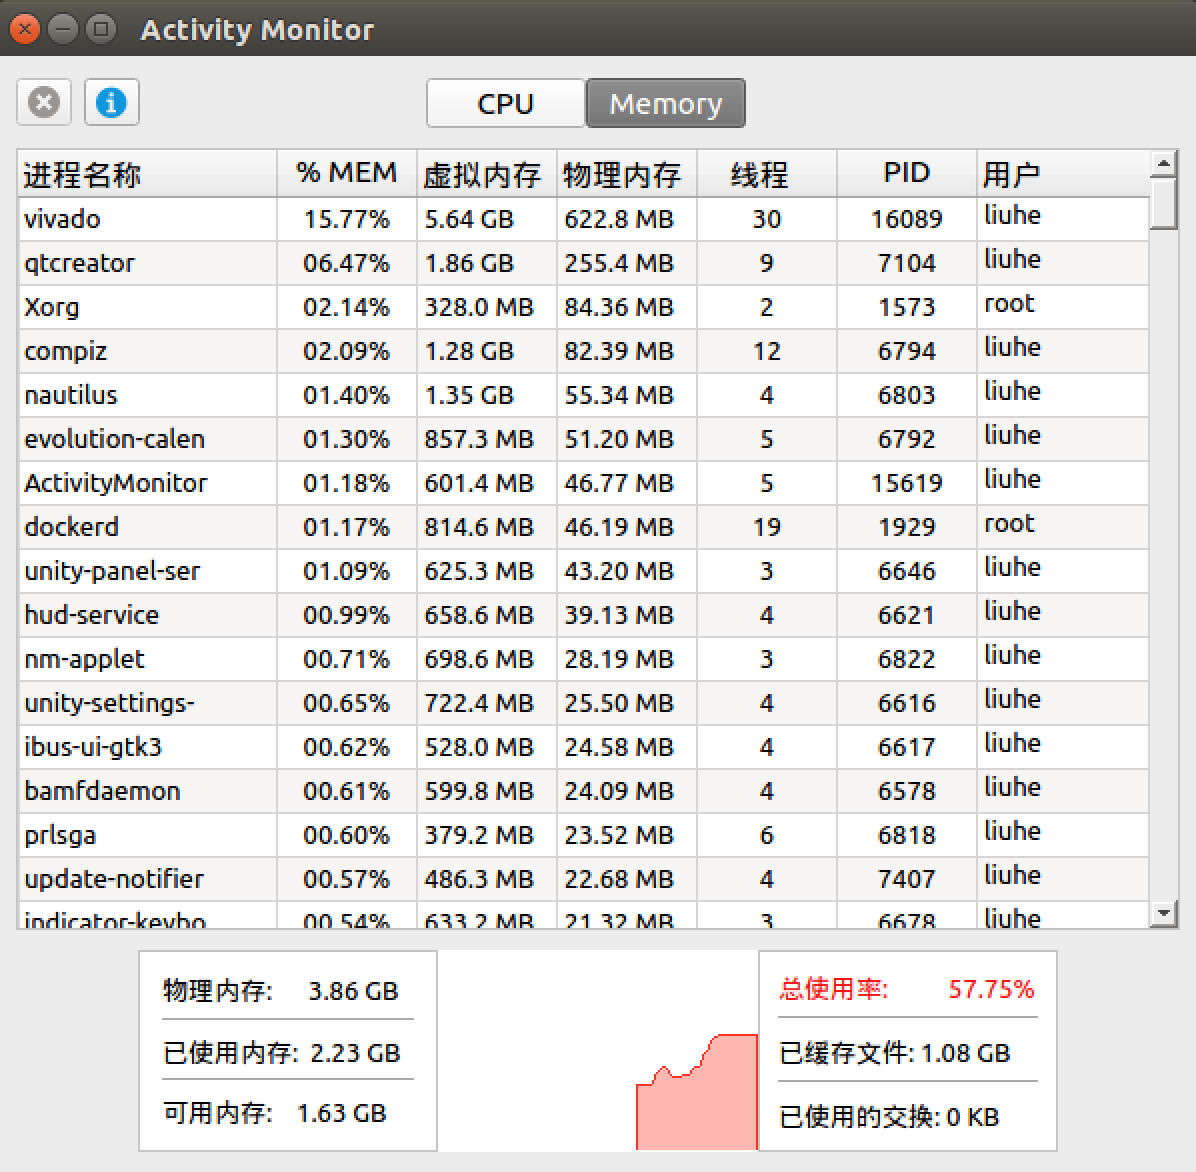 Activity Monitor
CPU Memory
进程名称 % MEM 虚拟内存 物理内存 线程 PID 用户
vivado 15.77% 5.64 GB 622.8 MB 30 16089 liuhe
qtcreator 06.47% 1.86 GB 255.4 MB 9 7104 liuhe
Xorg 02.14% 328.0 MB 84.36 MB 2 1573 root
compiz 02.09% 1.28 GB 82.39 MB 12 6794 liuhe
nautilus 01.40% 1.35 GB 55.34 MB 4 6803 liuhe
evolution-calen 01.30% 857.3 MB 51.20 MB 5 6792 liuhe
ActivityMonitor 01.18% 601.4 MB 46.77 MB 5 15619 liuhe
dockerd 01.17% 814.6 MB 46.19 MB 19 1929 root
unity-panel-ser 01.09% 625.3 MB 43.20 MB 3 6646 liuhe
hud-service 00.99% 658.6 MB 39.13 MB 4 6621 liuhe
nm-applet 00.71% 698.6 MB 28.19 MB 3 6822 liuhe
unity-settings- 00.65% 722.4 MB 25.50 MB 4 6616 liuhe
ibus-ui-gtk3 00.62% 528.0 MB 24.58 MB 4 6617 liuhe
bamfdaemon 00.61% 599.8 MB 24.09 MB 4 6578 liuhe
prlsga 00.60% 379.2 MB 23.52 MB 6 6818 liuhe
update-notifier 00.57% 486.3 MB 22.68 MB 4 7407 liuhe
indicator-keybo 00.54% 633.2 MB 21.32 MB 3 6678 liuhe
物理内存: 3.86 GB
已使用内存: 2.23 GB
可用内存: 1.63 GB
总使用率: 57.75%
已缓存文件: 1.08 GB
已使用的交换: 0 KB